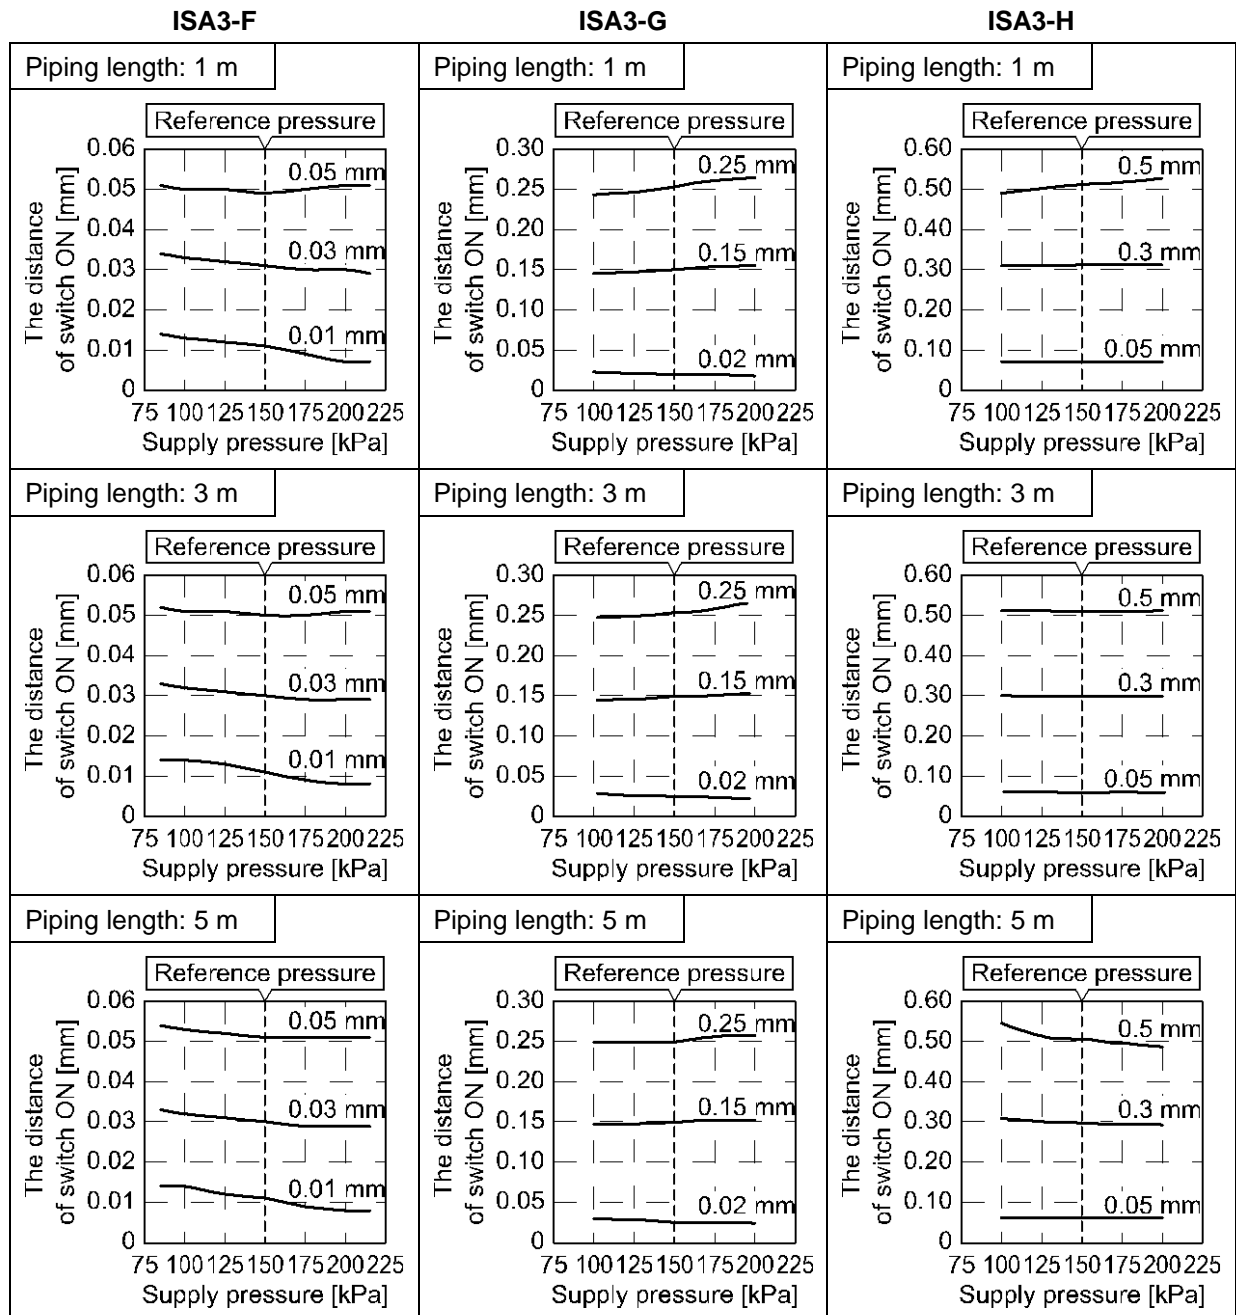 ISA3-F
ISA3-G
ISA3-H
Piping length: 1 m
Reference pressure
The distance
of switch ON [mm]
0.06
0.05
0.04
0.03
0.02
0.01
0
0.05 mm
0.03 mm
0.01 mm
75 100 125 150 175 200 225
Supply pressure [kPa]
Piping length: 1 m
Reference pressure
The distance
of switch ON [mm]
0.30
0.25
0.20
0.15
0.10
0.05
0
0.25 mm
0.15 mm
0.02 mm
75 100 125 150 175 200 225
Supply pressure [kPa]
Piping length: 1 m
Reference pressure
The distance
of switch ON [mm]
0.60
0.50
0.40
0.30
0.20
0.10
0
0.5 mm
0.3 mm
0.05 mm
75 100 125 150 175 200 225
Supply pressure [kPa]
Piping length: 3 m
Reference pressure
The distance
of switch ON [mm]
0.06
0.05
0.04
0.03
0.02
0.01
0
0.05 mm
0.03 mm
0.01 mm
75 100 125 150 175 200 225
Supply pressure [kPa]
Piping length: 3 m
Reference pressure
The distance
of switch ON [mm]
0.30
0.25
0.20
0.15
0.10
0.05
0
0.25 mm
0.15 mm
0.02 mm
75 100 125 150 175 200 225
Supply pressure [kPa]
Piping length: 3 m
Reference pressure
The distance
of switch ON [mm]
0.60
0.50
0.40
0.30
0.20
0.10
0
0.5 mm
0.3 mm
0.05 mm
75 100 125 150 175 200 225
Supply pressure [kPa]
Piping length: 5 m
Reference pressure
The distance
of switch ON [mm]
0.06
0.05
0.04
0.03
0.02
0.01
0
0.05 mm
0.03 mm
0.01 mm
75 100 125 150 175 200 225
Supply pressure [kPa]
Piping length: 5 m
Reference pressure
The distance
of switch ON [mm]
0.30
0.25
0.20
0.15
0.10
0.05
0
0.25 mm
0.15 mm
0.02 mm
75 100 125 150 175 200 225
Supply pressure [kPa]
Piping length: 5 m
Reference pressure
The distance
of switch ON [mm]
0.60
0.50
0.40
0.30
0.20
0.10
0
0.5 mm
0.3 mm
0.05 mm
75 100 125 150 175 200 225
Supply pressure [kPa]